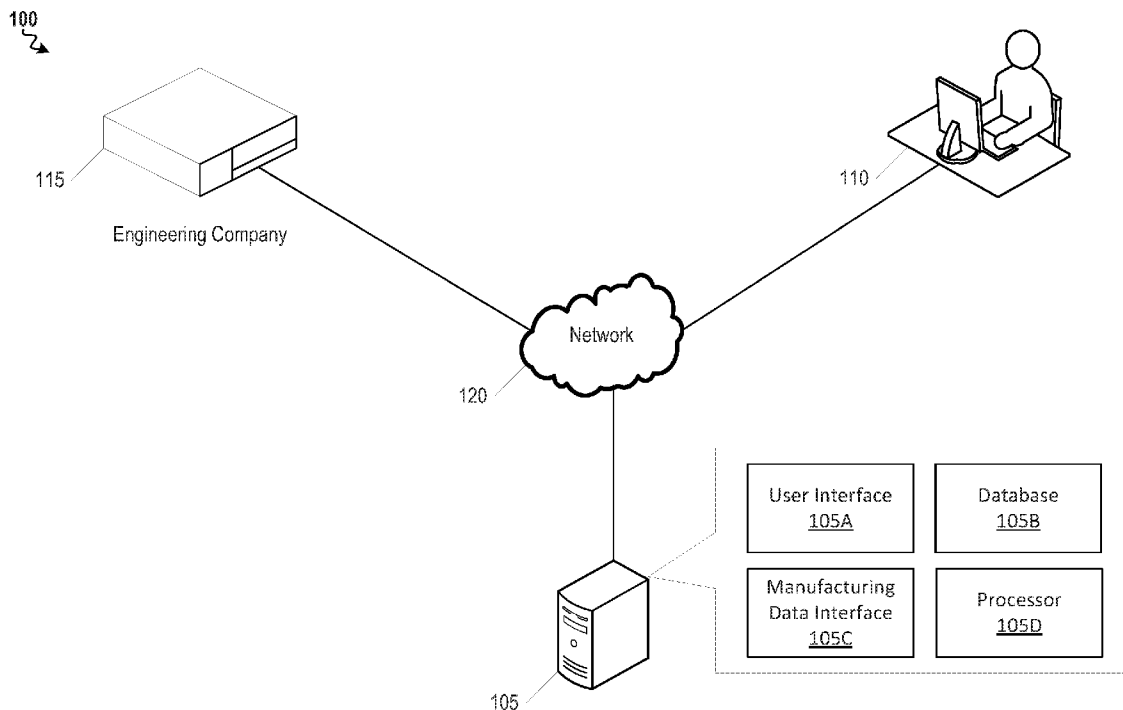 100
115
Engineering Company
110
Network
120
User Interface
105A
Database
105B
Manufacturing
Data Interface
105C
Processor
105D
105